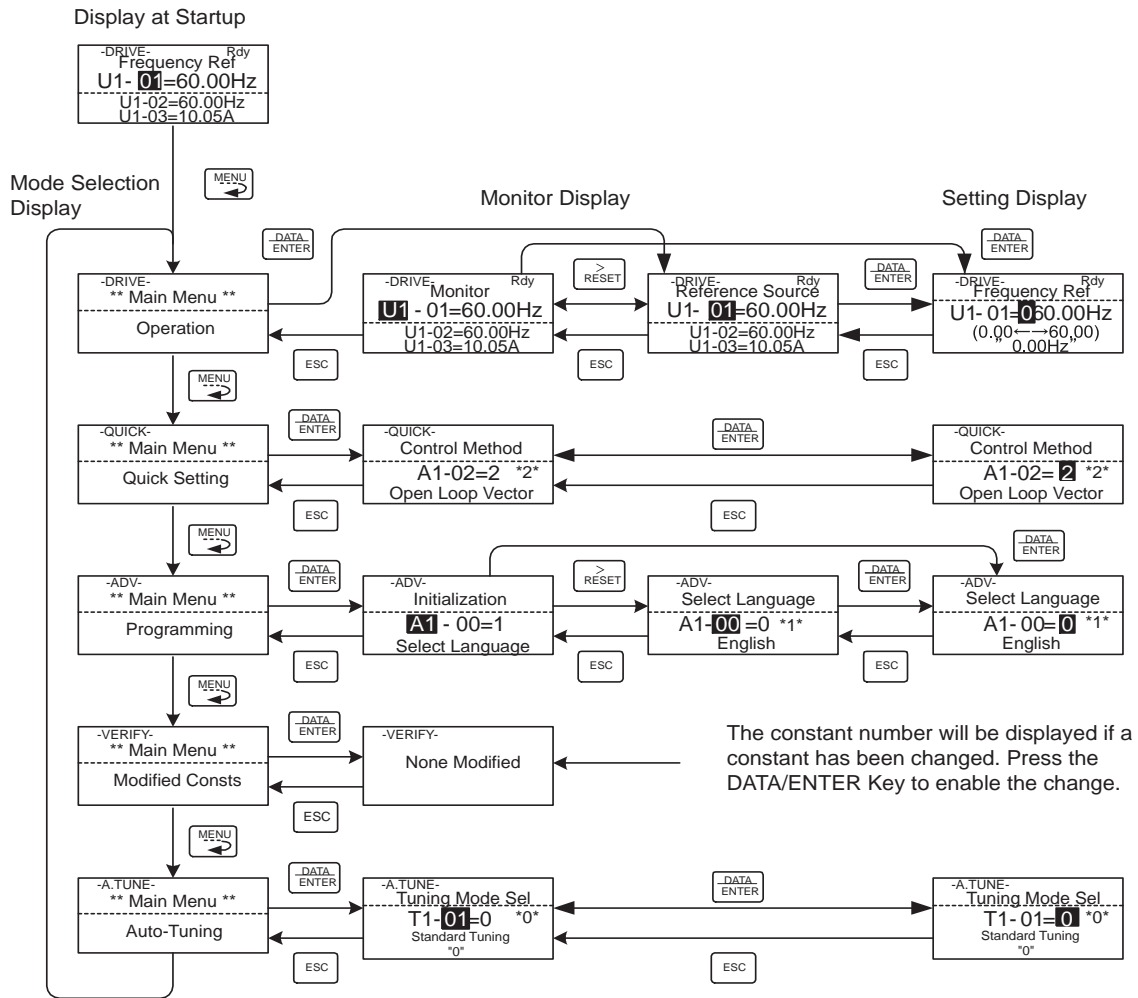 Display at Startup
-DRIVE- Rdy
Frequency Ref
U1- 01=60.00Hz
U1-02=60.00Hz
U1-03=10.05A
MENU
Mode Selection
Display
Monitor Display
Setting Display
DATA
ENTER
DATA
ENTER
-DRIVE-
** Main Menu **
Operation
-DRIVE- Rdy
Monitor
U1 - 01=60.00Hz
U1-02=60.00Hz
U1-03=10.05A
>
RESET
-DRIVE- Rdy
Reference Source
U1- 01=60.00Hz
U1-02=60.00Hz
U1-03=10.05A
DATA
ENTER
-DRIVE- Rdy
Frequency Ref
U1- 01=060.00Hz
(0.00←→60.00)
" 0.00Hz"
ESC
ESC
ESC
MENU
-QUICK-
** Main Menu **
Quick Setting
DATA
ENTER
-QUICK-
Control Method
A1-02=2 *2*
Open Loop Vector
DATA
ENTER
-QUICK-
Control Method
A1-02= 2 *2*
Open Loop Vector
ESC
ESC
MENU
DATA
ENTER
-ADV-
** Main Menu **
Programming
DATA
ENTER
-ADV-
Initialization
A1 - 00=1
Select Language
>
RESET
-ADV-
Select Language
A1-00 =0 *1*
English
DATA
ENTER
-ADV-
Select Language
A1- 00=0 *1*
English
ESC
ESC
ESC
MENU
-VERIFY-
** Main Menu **
Modified Consts
DATA
ENTER
-VERIFY-
None Modified
The constant number will be displayed if a
constant has been changed. Press the
DATA/ENTER Key to enable the change.
ESC
MENU
-A.TUNE-
** Main Menu **
Auto-Tuning
DATA
ENTER
-A.TUNE-
Tuning Mode Sel
T1-01=0 *0*
Standard Tuning
"0"
DATA
ENTER
-A.TUNE-
Tuning Mode Sel
T1- 01=0 *0*
Standard Tuning
"0"
ESC
ESC